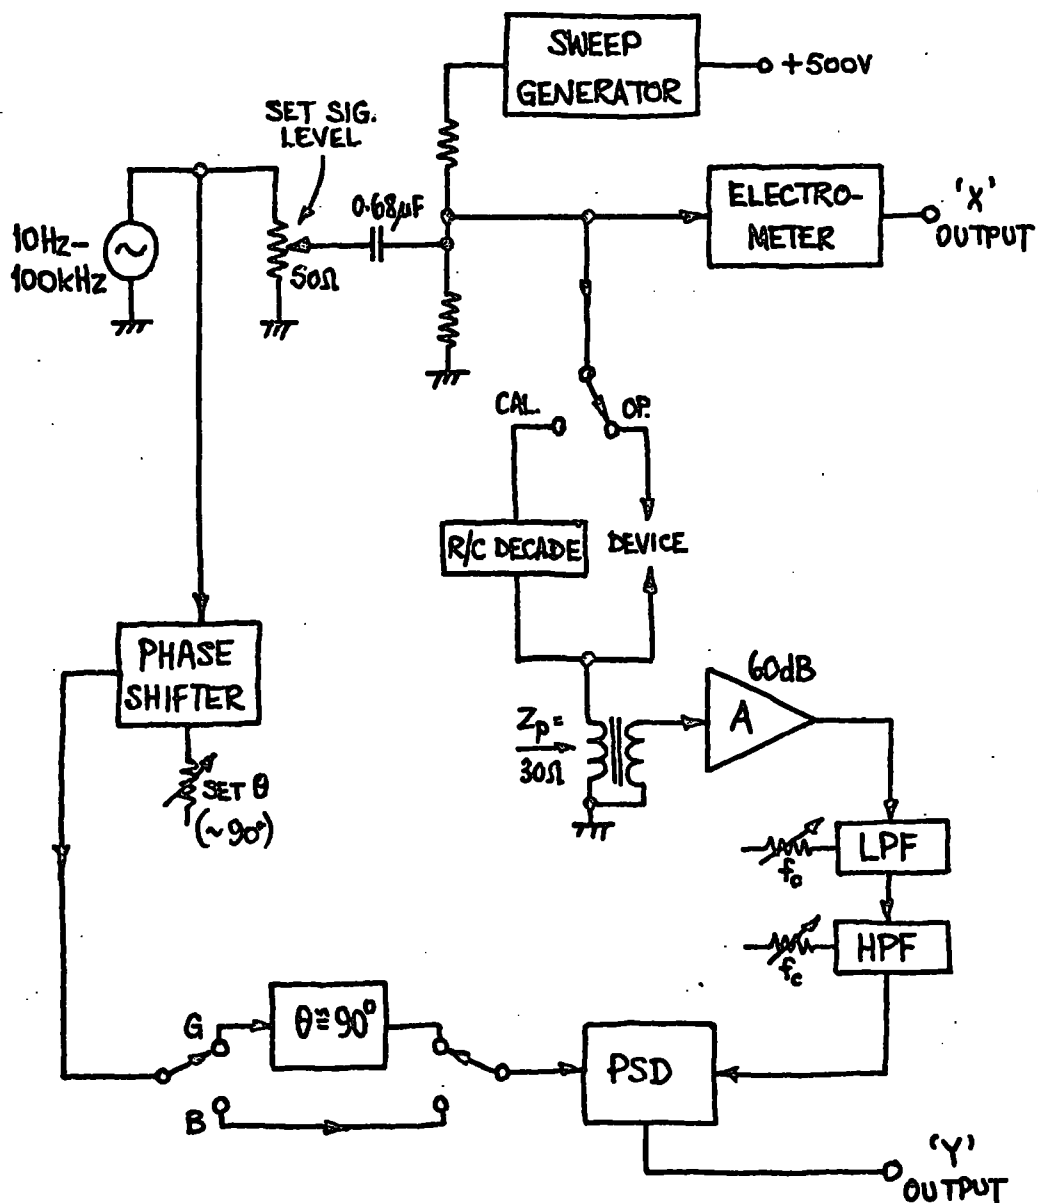 SWEEP
GENERATOR
+500V
SET SIG.
LEVEL
0.68μF
10Hz–
100kHz
50Ω
ELECTRO-
METER
'X'
OUTPUT
CAL.
OP.
R/C DECADE
DEVICE
PHASE
SHIFTER
SET θ
(~90°)
Zp=
30Ω
60dB
A
LPF
fc
HPF
fc
G
θ≈90°
B
PSD
'Y'
OUTPUT